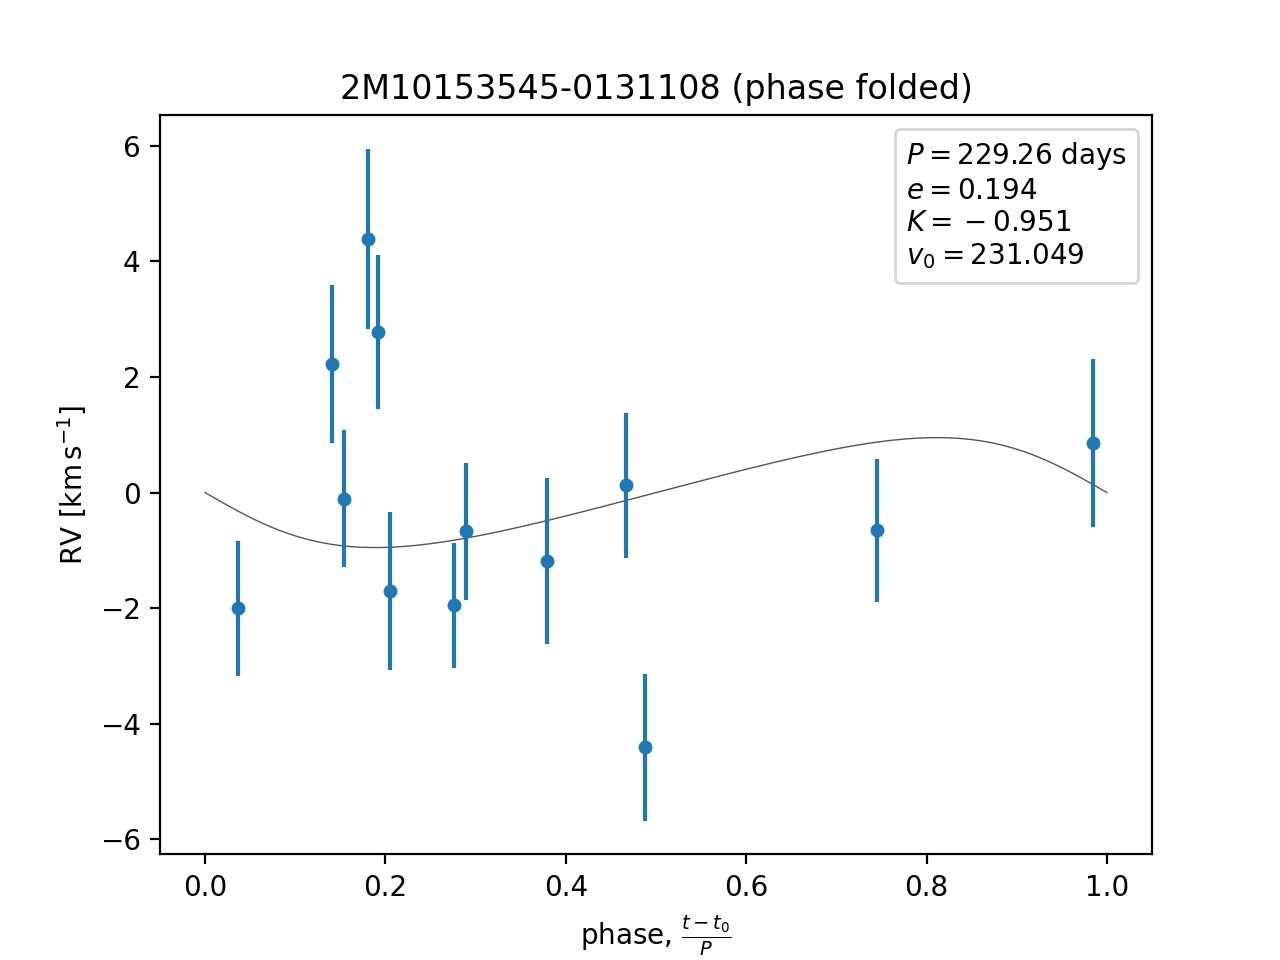 2M10153545-0131108 (phase folded)
P = 229.26 days
e = 0.194
K = −0.951
v₀ = 231.049
6
4
2
0
−2
−4
−6
RV [km s⁻¹]
0.0 0.2 0.4 0.6 0.8 1.0
phase, (t − t₀)/P